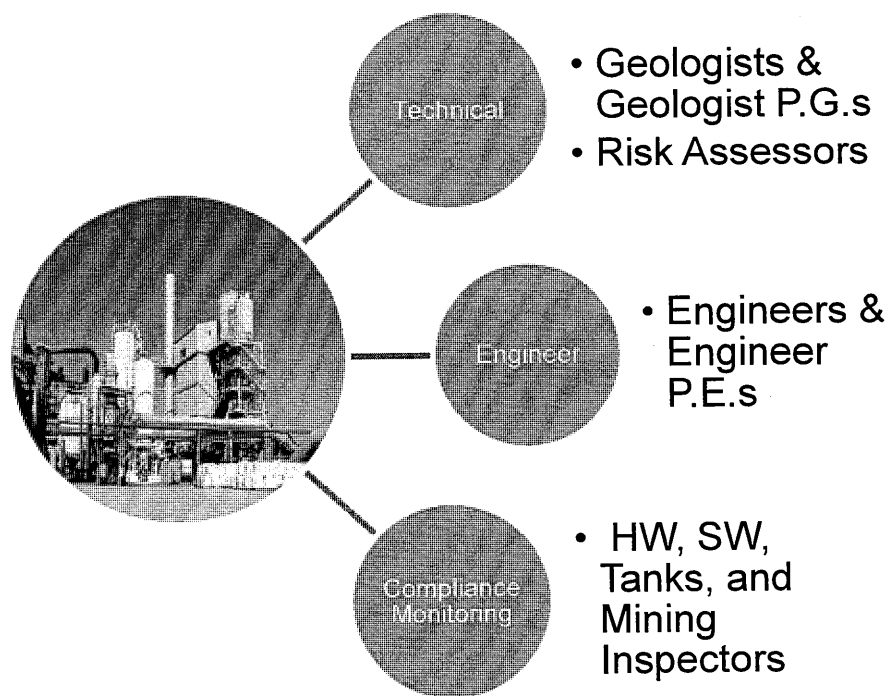 Technical
• Geologists &
Geologist P.G.s
• Risk Assessors
Engineer
• Engineers &
Engineer
P.E.s
Compliance
Monitoring
• HW, SW,
Tanks, and
Mining
Inspectors